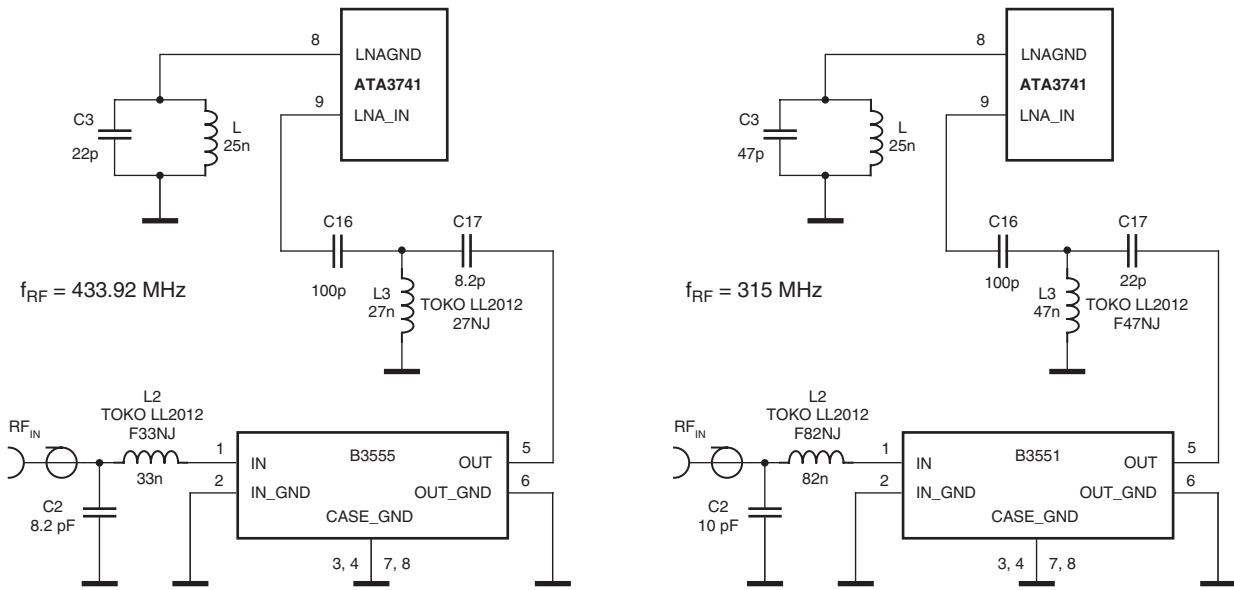 8
LNAGND
ATA3741
C3
22p
L
25n
9
LNA_IN
C16
100p
C17
8.2p
fRF = 433.92 MHz
L3
27n
TOKO LL2012
27NJ
L2
TOKO LL2012
F33NJ
33n
RFIN
C2
8.2 pF
1
IN
B3555
OUT
5
2
IN_GND
OUT_GND
6
CASE_GND
3, 4
7, 8
8
LNAGND
ATA3741
C3
47p
L
25n
9
LNA_IN
C16
100p
C17
22p
fRF = 315 MHz
L3
47n
TOKO LL2012
F47NJ
L2
TOKO LL2012
F82NJ
82n
RFIN
C2
10 pF
1
IN
B3551
OUT
5
2
IN_GND
OUT_GND
6
CASE_GND
3, 4
7, 8